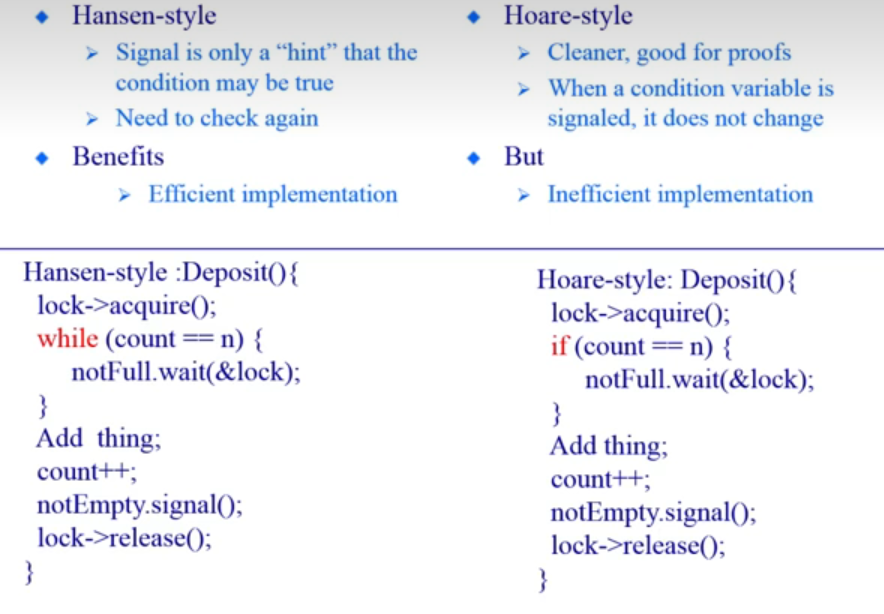 Hansen-style
Signal is only a “hint” that the
condition may be true
Need to check again
Benefits
Efficient implementation
Hoare-style
Cleaner, good for proofs
When a condition variable is
signaled, it does not change
But
Inefficient implementation
Hansen-style :Deposit(){
lock->acquire();
while (count == n) {
notFull.wait(&lock);
}
Add thing;
count++;
notEmpty.signal();
lock->release();
}
Hoare-style: Deposit(){
lock->acquire();
if (count == n) {
notFull.wait(&lock);
}
Add thing;
count++;
notEmpty.signal();
lock->release();
}